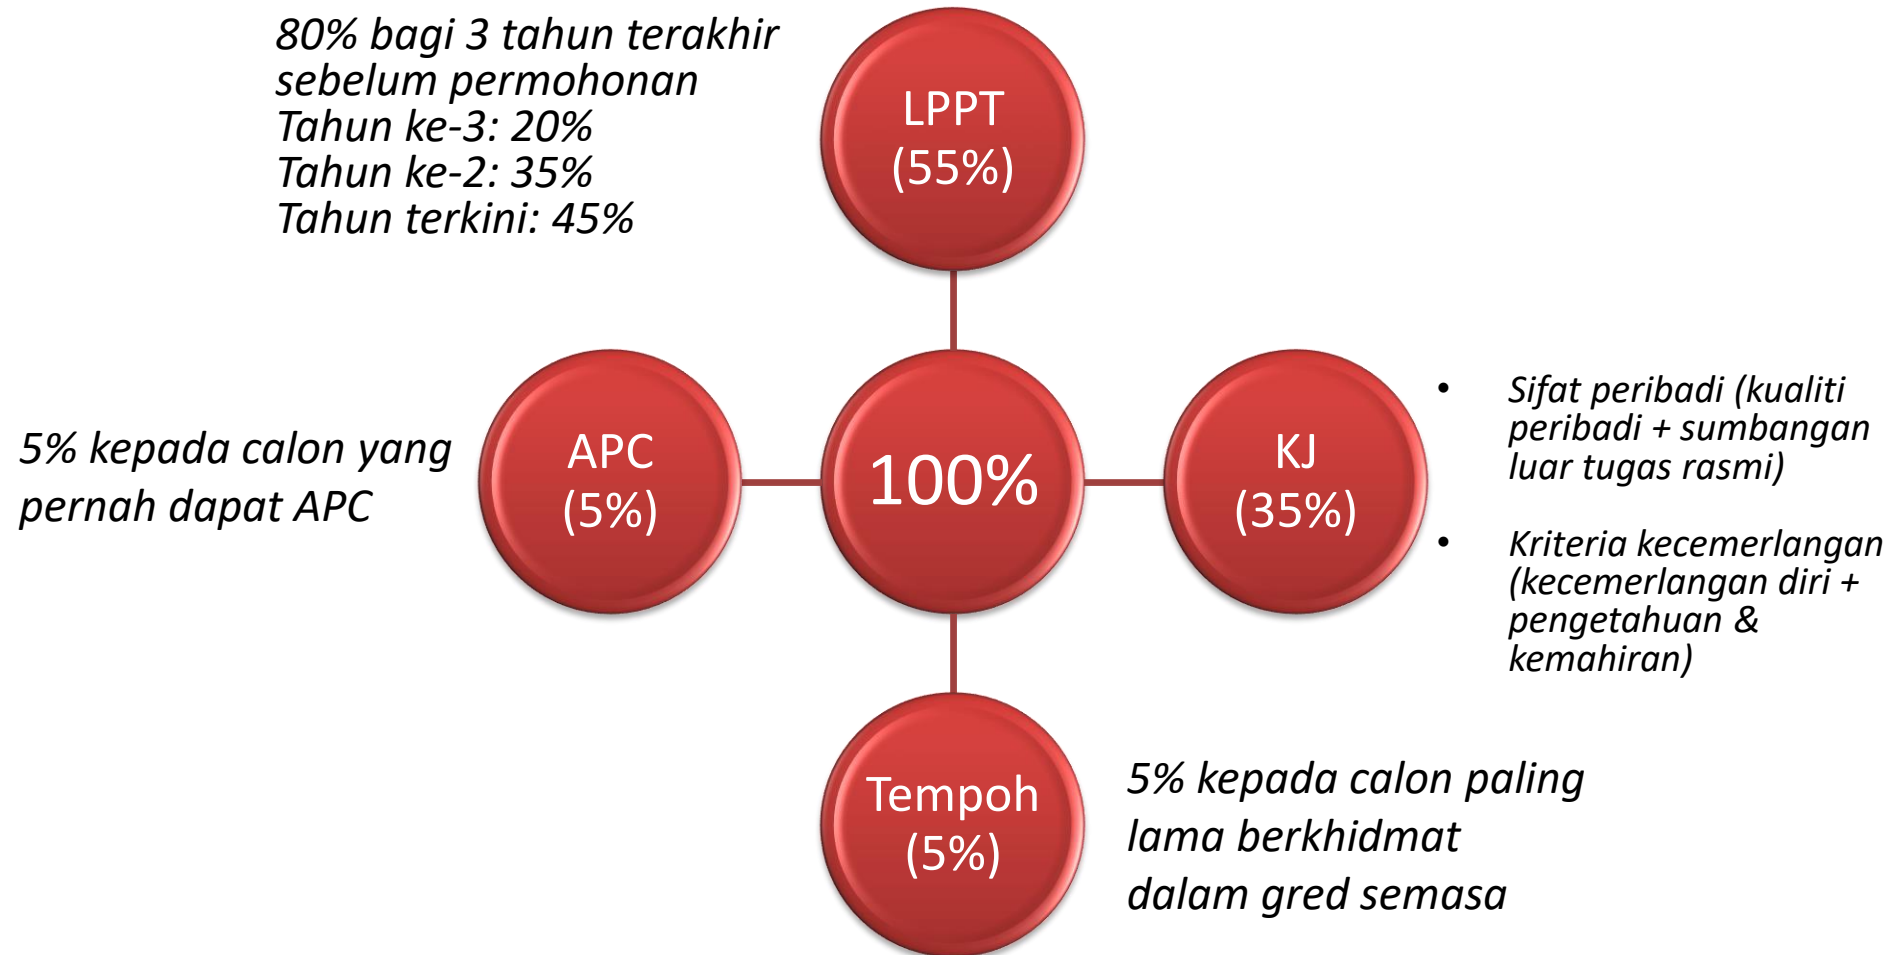 80% bagi 3 tahun terakhir
sebelum permohonan
Tahun ke-3: 20%
Tahun ke-2: 35%
Tahun terkini: 45%
LPPT
(55%)
5% kepada calon yang
pernah dapat APC
APC
(5%)
100%
KJ
(35%)
• Sifat peribadi (kualiti
peribadi + sumbangan
luar tugas rasmi)
• Kriteria kecemerlangan
(kecemerlangan diri +
pengetahuan &
kemahiran)
Tempoh
(5%)
5% kepada calon paling
lama berkhidmat
dalam gred semasa